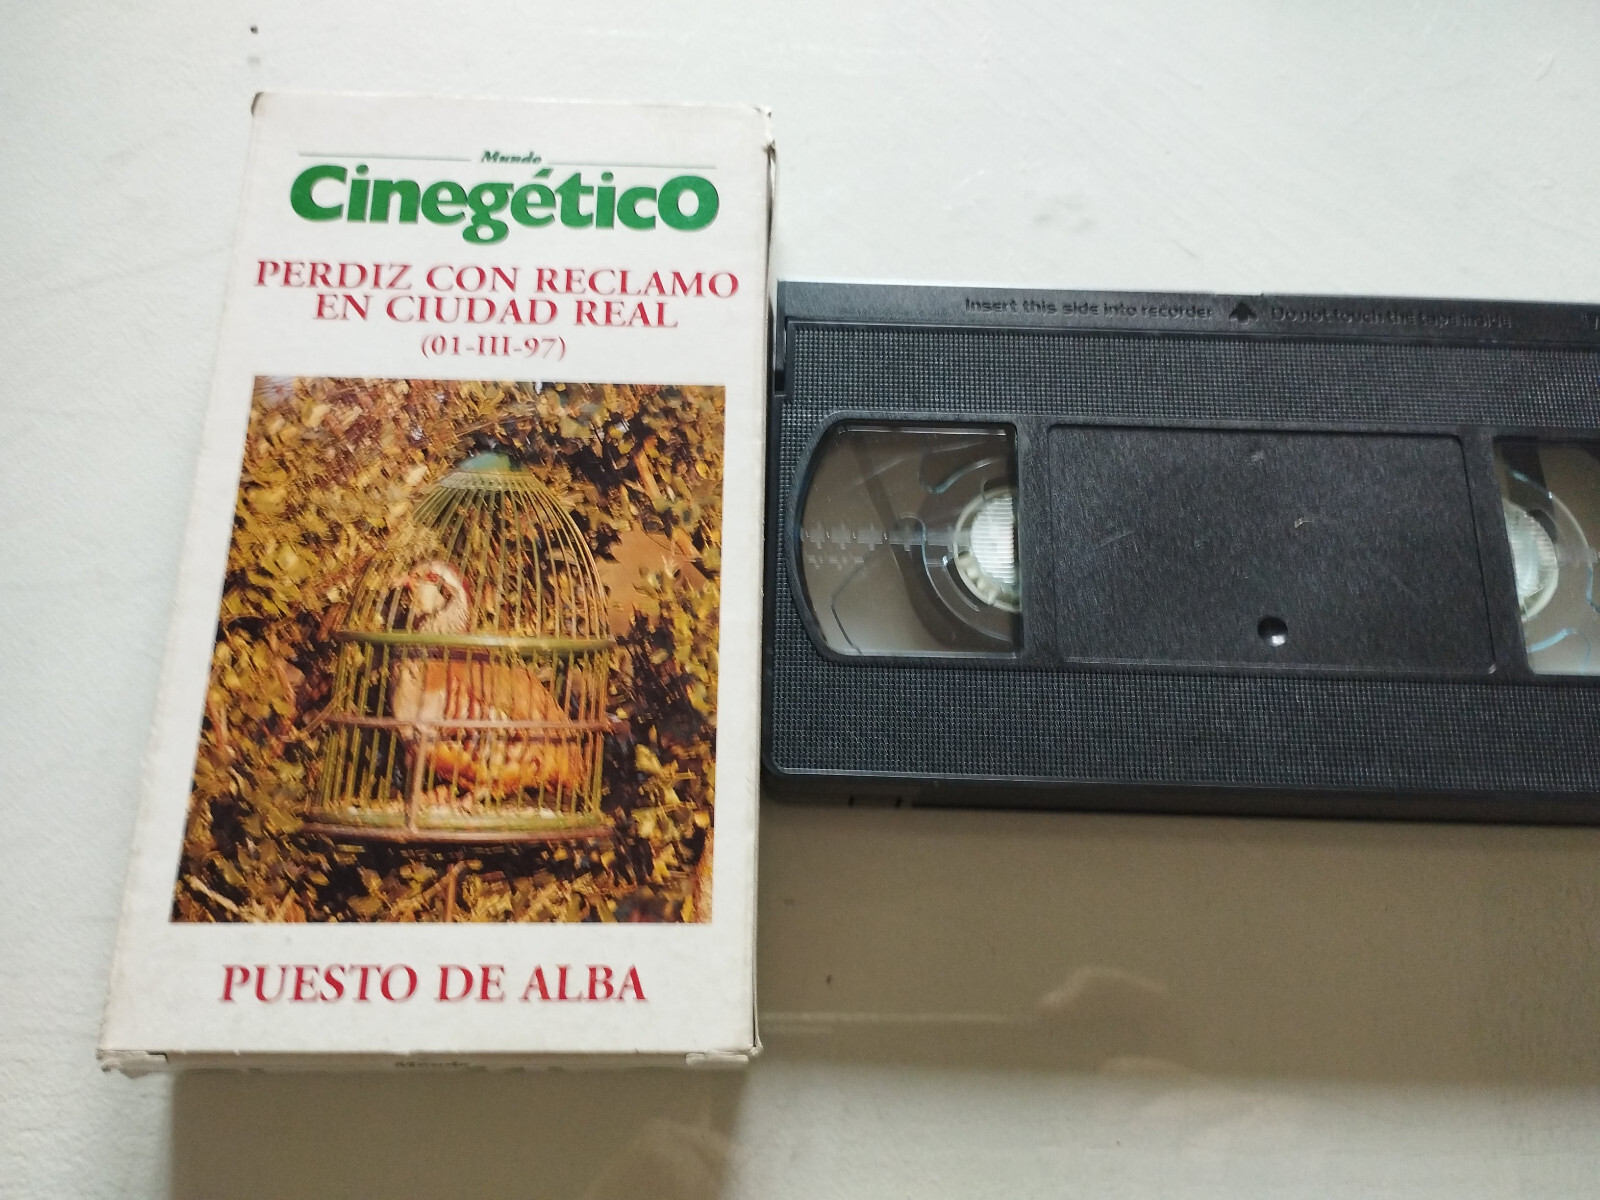 Mundo
Cinegético
PERDIZ CON RECLAMO
EN CIUDAD REAL
(01-III-97)
PUESTO DE ALBA
Mundo
Insert this side into recorder
Do not touch the tape inside